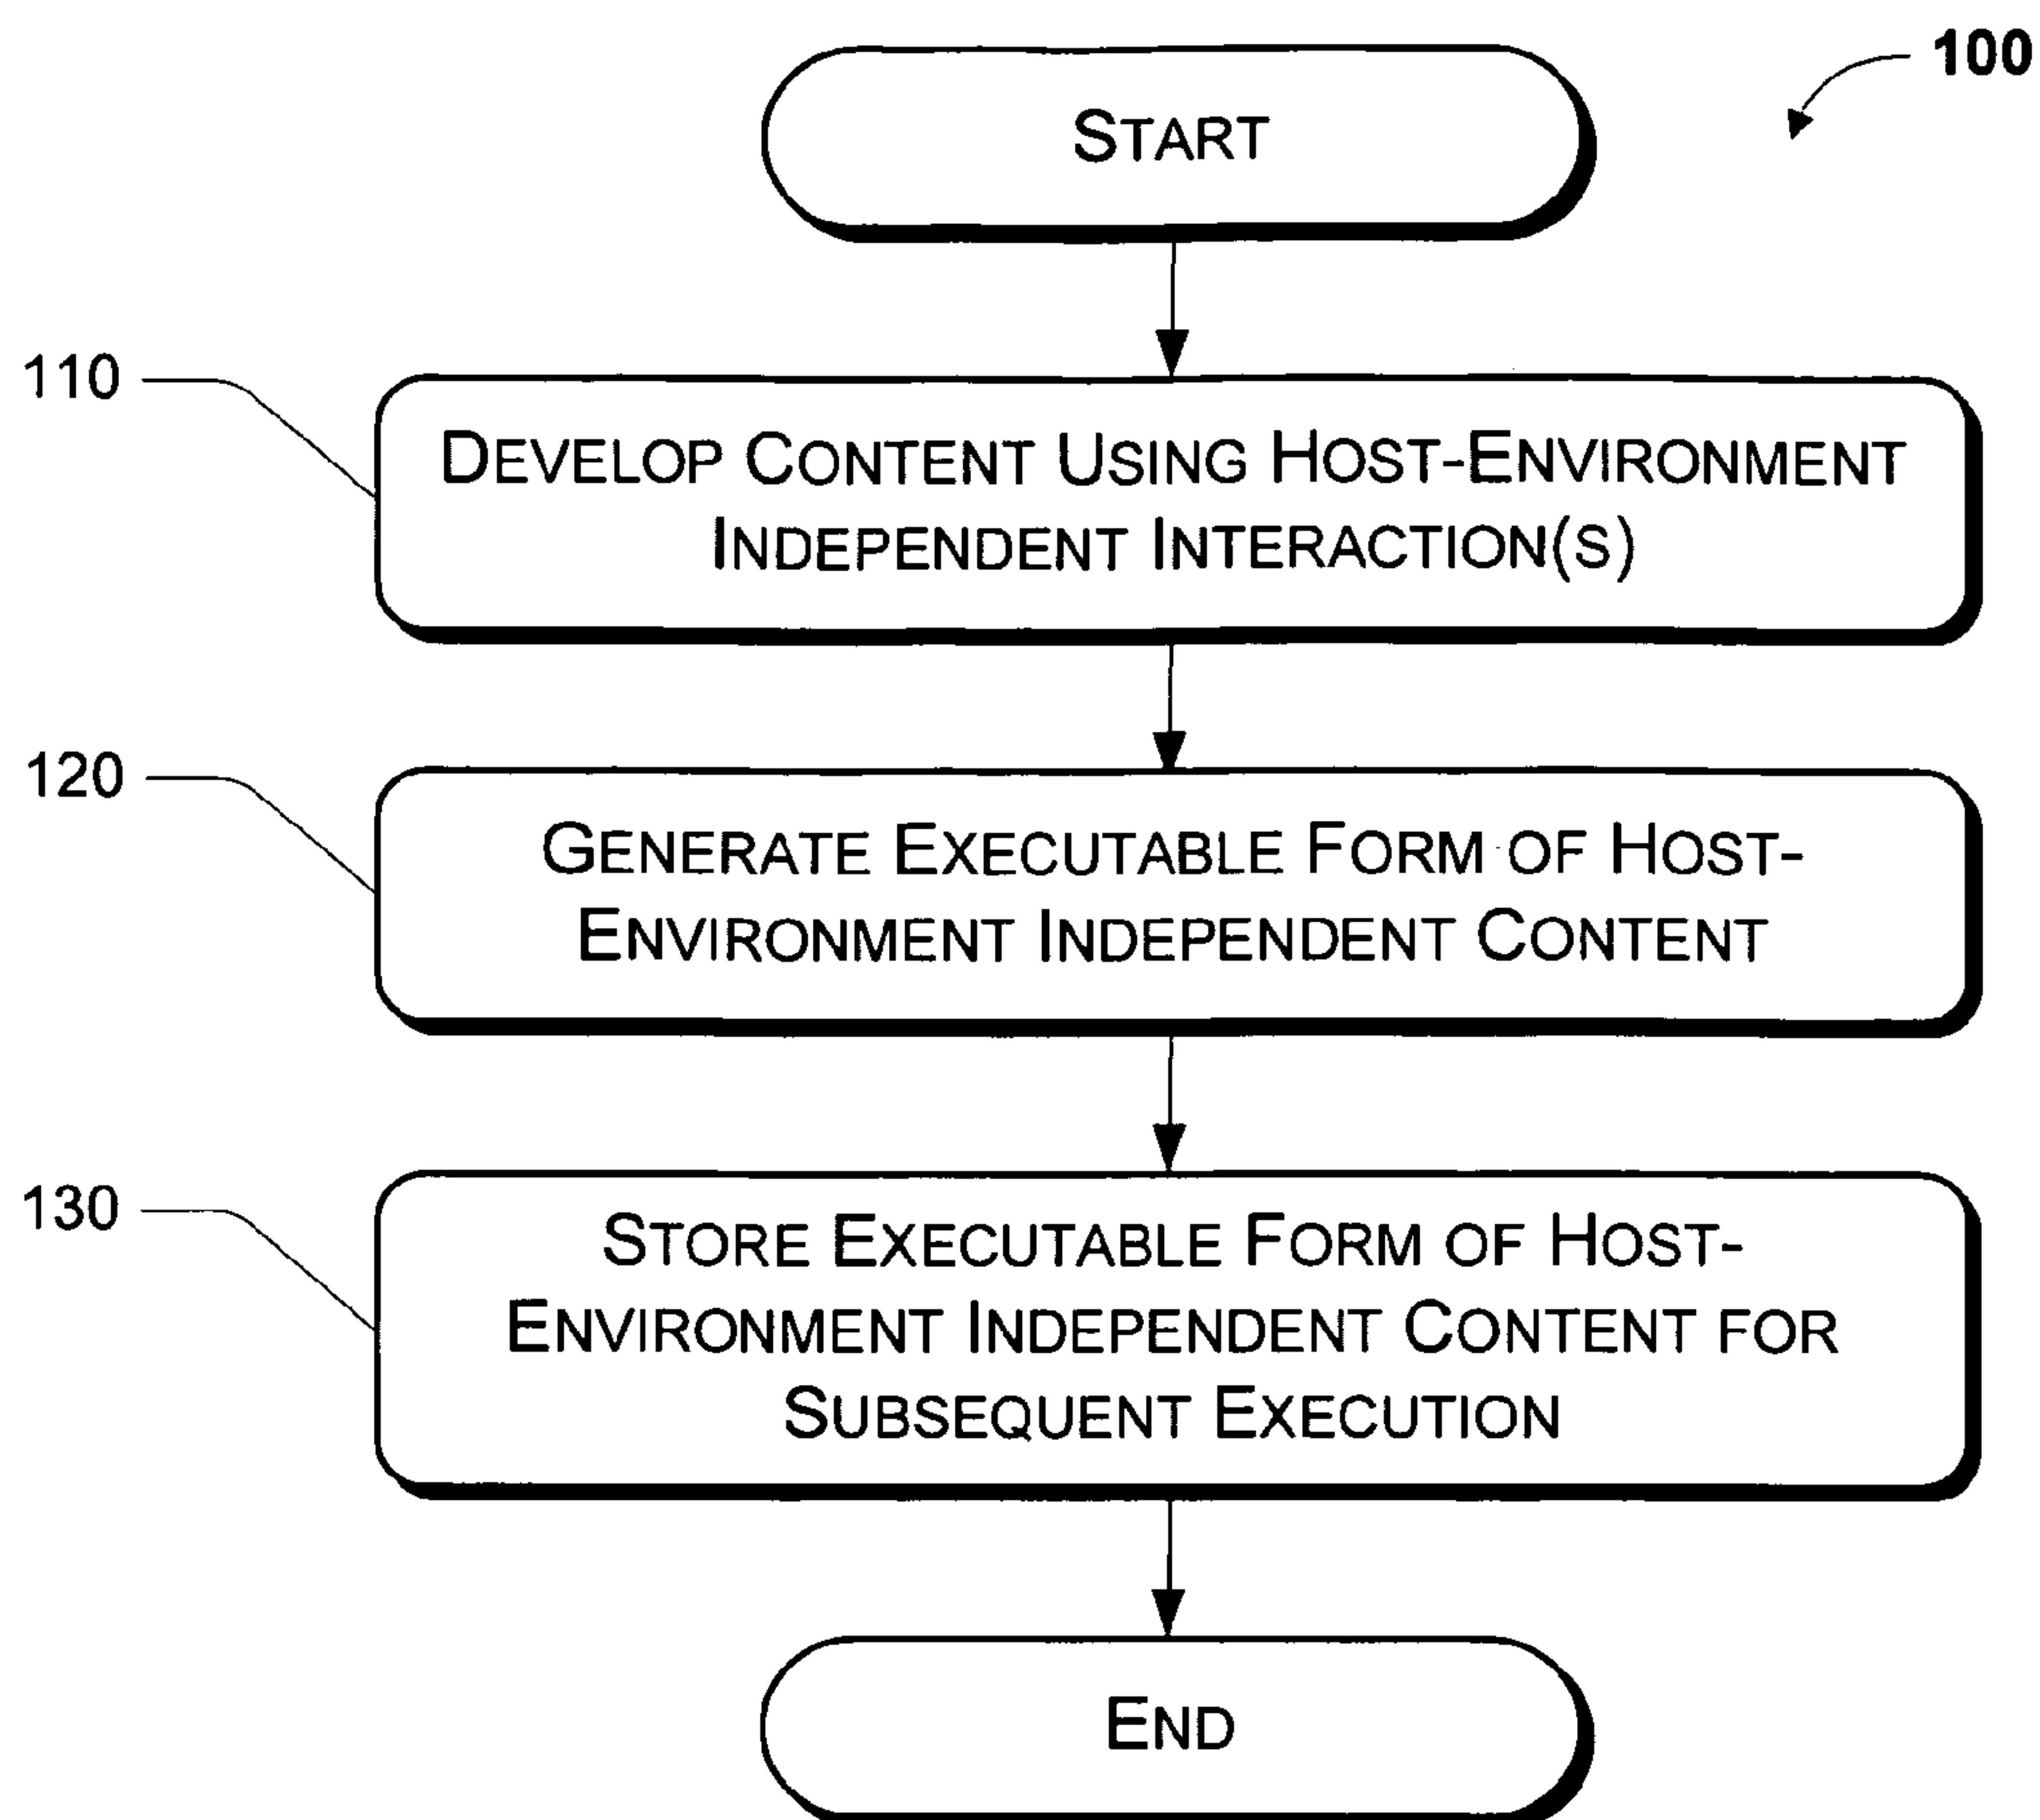 100
START
110
DEVELOP CONTENT USING HOST-ENVIRONMENT
INDEPENDENT INTERACTION(S)
120
GENERATE EXECUTABLE FORM OF HOST-
ENVIRONMENT INDEPENDENT CONTENT
130
STORE EXECUTABLE FORM OF HOST-
ENVIRONMENT INDEPENDENT CONTENT FOR
SUBSEQUENT EXECUTION
END